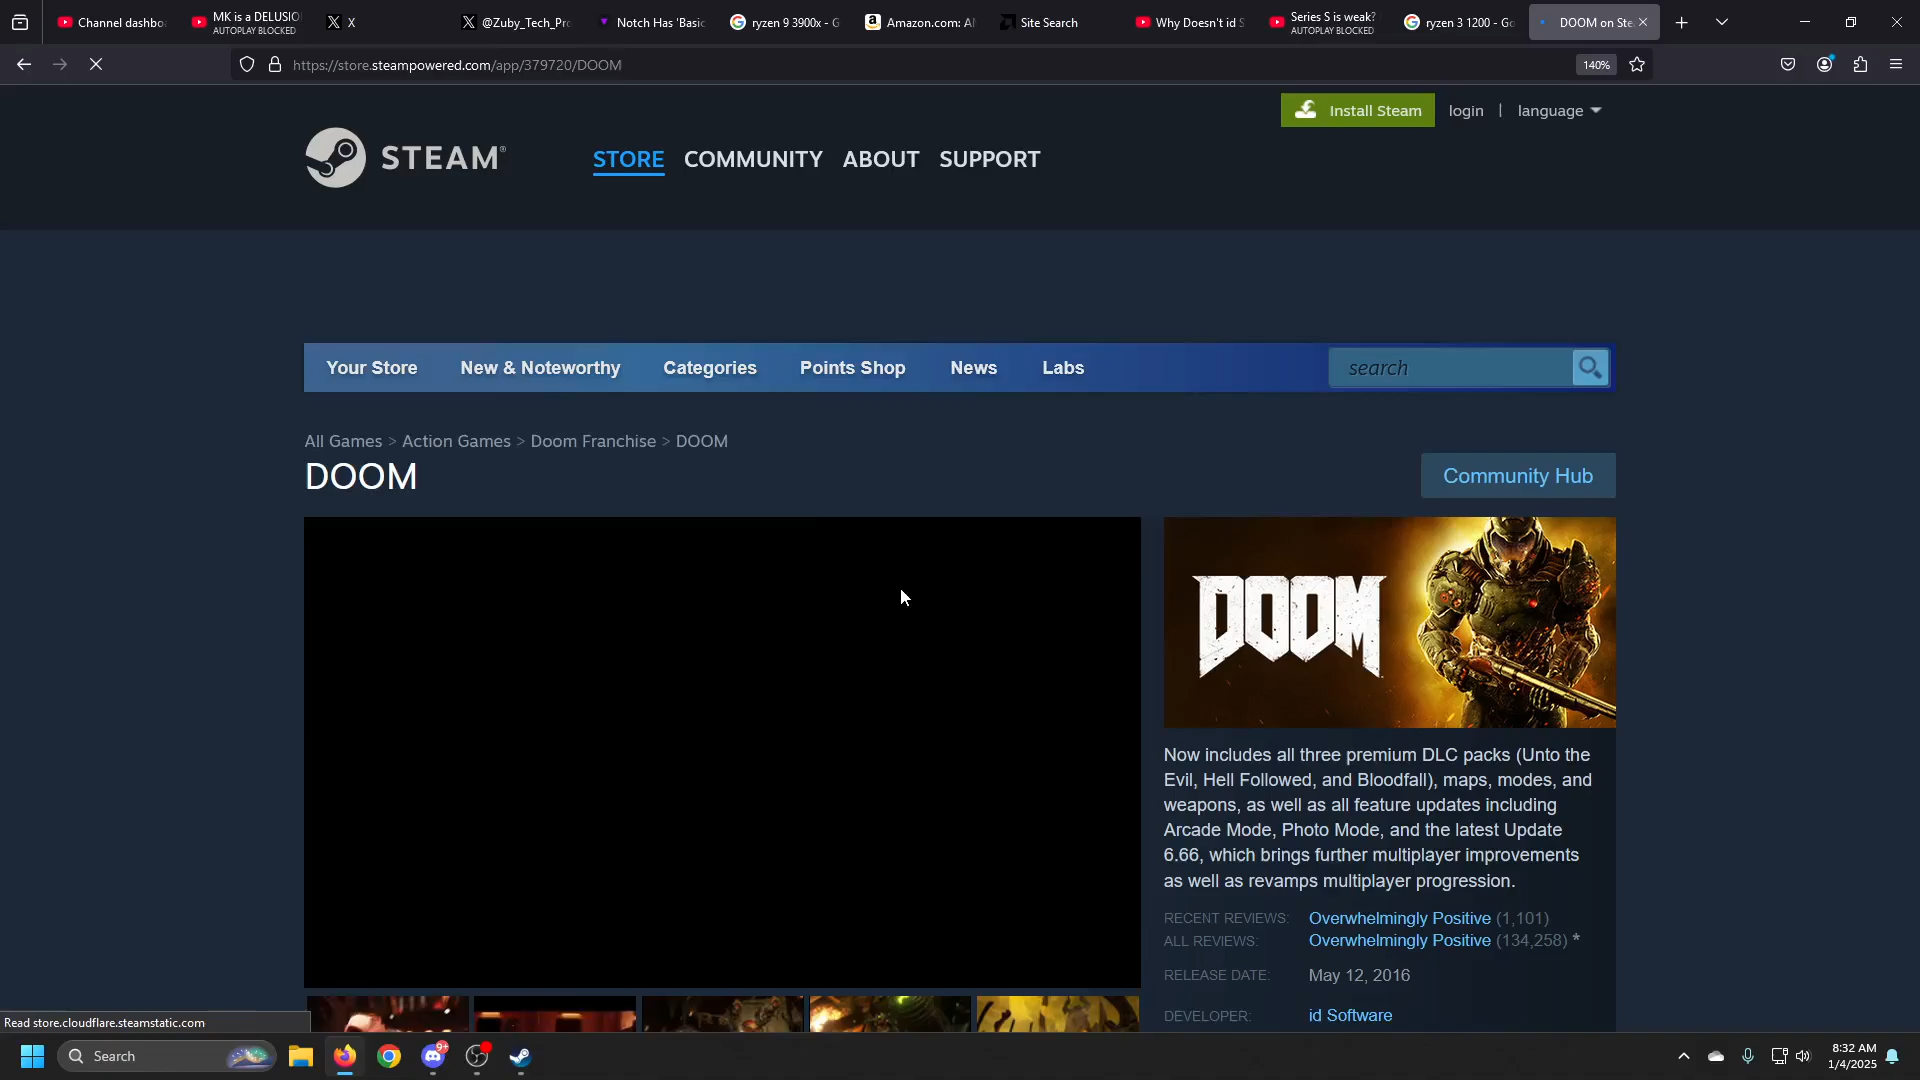 Channel dashbo
MK is a DELUSIO
AUTOPLAY BLOCKED
X
@Zuby_Tech_Pro
Notch Has 'Basic
ryzen 9 3900x - G
Amazon.com: A
Site Search
Why Doesn't id S
Series S is weak?
AUTOPLAY BLOCKED
ryzen 3 1200 - Go
DOOM on Ste
https://store.steampowered.com/app/379720/DOOM
140%
Install Steam
login
|
language
STEAM®
STORE
COMMUNITY
ABOUT
SUPPORT
Your Store
New & Noteworthy
Categories
Points Shop
News
Labs
search
All Games > Action Games > Doom Franchise > DOOM
DOOM
Community Hub
DOOM
Now includes all three premium DLC packs (Unto the
Evil, Hell Followed, and Bloodfall), maps, modes, and
weapons, as well as all feature updates including
Arcade Mode, Photo Mode, and the latest Update
6.66, which brings further multiplayer improvements
as well as revamps multiplayer progression.
RECENT REVIEWS: Overwhelmingly Positive (1,101)
ALL REVIEWS: Overwhelmingly Positive (134,258) *
RELEASE DATE: May 12, 2016
DEVELOPER: id Software
Read store.cloudflare.steamstatic.com
Search
9+
8:32 AM
1/4/2025